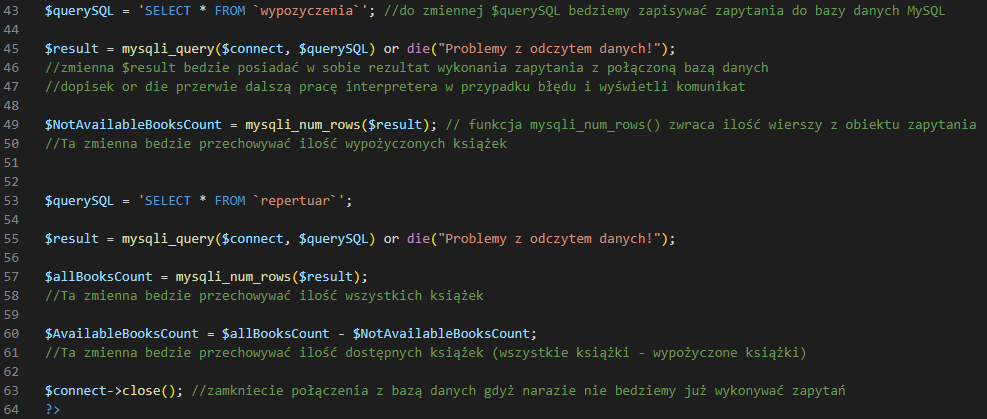 43 $querySQL = 'SELECT * FROM `wypozyczenia`'; //do zmiennej $querySQL bedziemy zapisywać zapytania do bazy danych MySQL
44
45 $result = mysqli_query($connect, $querySQL) or die("Problemy z odczytem danych!");
46 //zmienna $result bedzie posiadać w sobie rezultat wykonania zapytania z połączoną bazą danych
47 //dopisek or die przerwie dalszą pracę interpretera w przypadku błędu i wyświetli komunikat
48
49 $NotAvailableBooksCount = mysqli_num_rows($result); // funkcja mysqli_num_rows() zwraca ilość wierszy z obiektu zapytania
50 //Ta zmienna bedzie przechowywać ilość wypożyczonych książek
51
52
53 $querySQL = 'SELECT * FROM `repertuar`';
54
55 $result = mysqli_query($connect, $querySQL) or die("Problemy z odczytem danych!");
56
57 $allBooksCount = mysqli_num_rows($result);
58 //Ta zmienna bedzie przechowywać ilość wszystkich książek
59
60 $AvailableBooksCount = $allBooksCount - $NotAvailableBooksCount;
61 //Ta zmienna bedzie przechowywać ilość dostępnych książek (wszystkie książki - wypożyczone książki)
62
63 $connect->close(); //zamkniecie połączenia z bazą danych gdyż narazie nie bedziemy już wykonywać zapytań
64 ?>